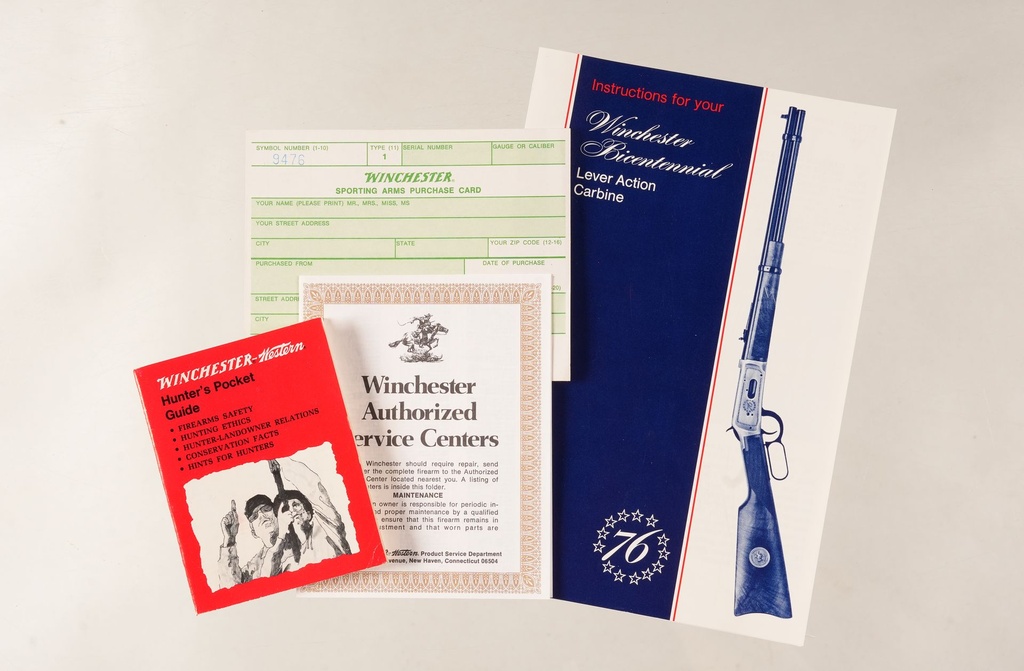 SYMBOL NUMBER (1-10)
9476
TYPE (11)
1
SERIAL NUMBER
GAUGE OR CALIBER
WINCHESTER®
SPORTING ARMS PURCHASE CARD
YOUR NAME (PLEASE PRINT) MR., MRS., MISS, MS
YOUR STREET ADDRESS
CITY
STATE
YOUR ZIP CODE (12-16)
PURCHASED FROM
DATE OF PURCHASE
20)
STREET ADDRE
CITY
Instructions for your
Winchester
Bicentennial
Lever Action
Carbine
76
Winchester
Authorized
ervice Centers
Winchester should require repair, send
er the complete firearm to the Authorized
Center located nearest you. A listing of
ters is inside this folder.
MAINTENANCE
n owner is responsible for periodic in-
nd proper maintenance by a qualified
ensure that this firearm remains in
ustment and that worn parts are
Western Product Service Department
venue, New Haven, Connecticut 06504
WINCHESTER-Western
Hunter's Pocket
Guide
• FIREARMS SAFETY
• HUNTING ETHICS
• HUNTER-LANDOWNER RELATIONS
• CONSERVATION FACTS
• HINTS FOR HUNTERS